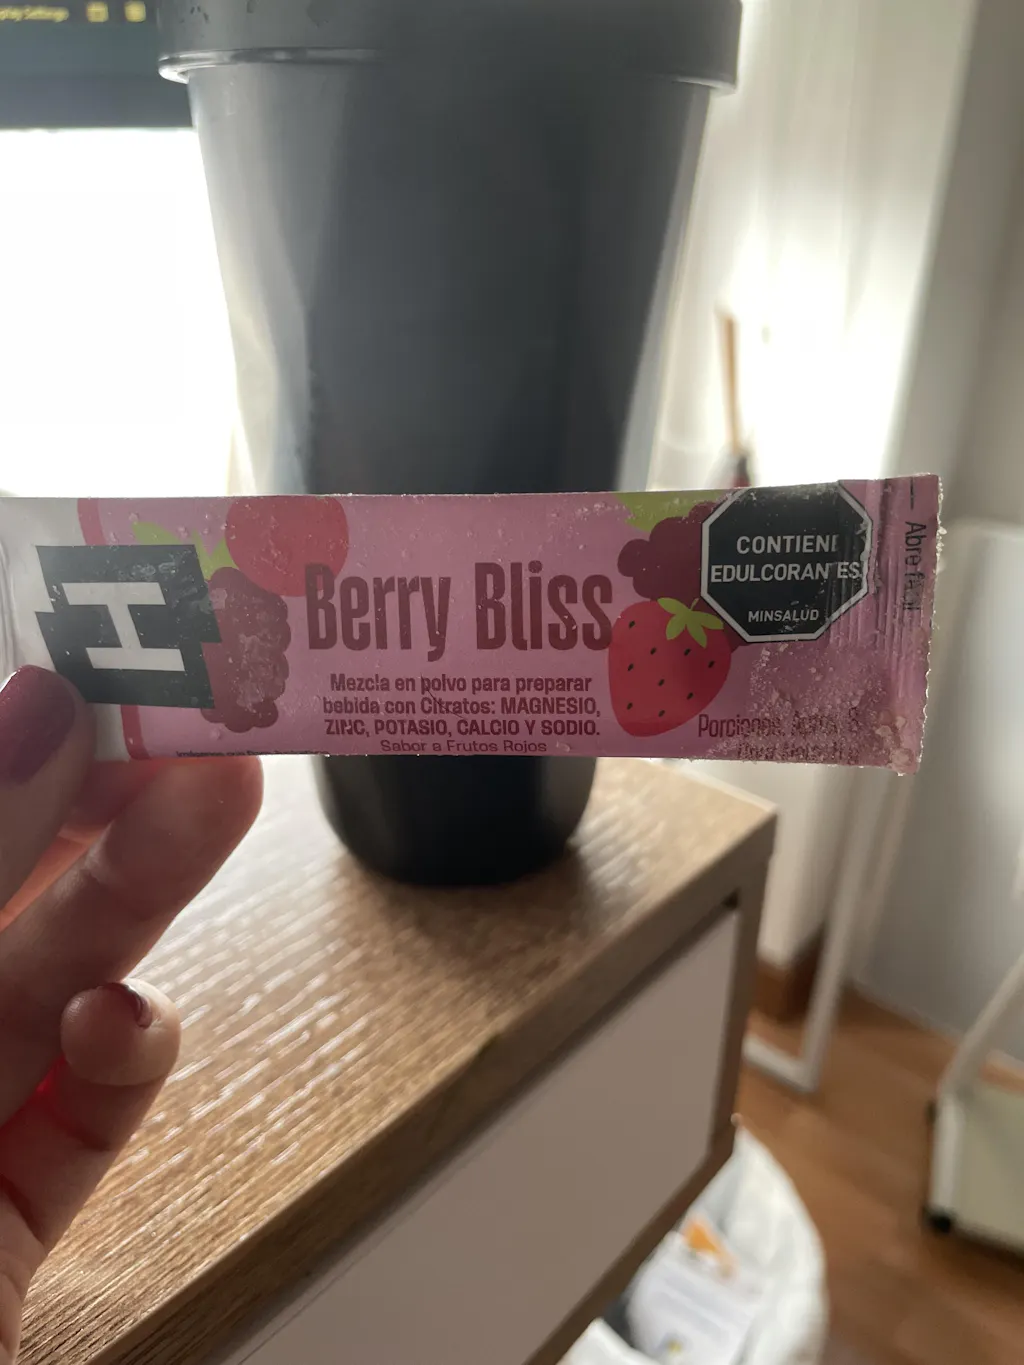 H
Berry Bliss
Mezcla en polvo para preparar
bebida con Citratos: MAGNESIO,
ZINC, POTASIO, CALCIO Y SODIO.
Sabor a Frutos Rojos
CONTIENE
EDULCORANTES
MINSALUD
Porciones
Abre fácil